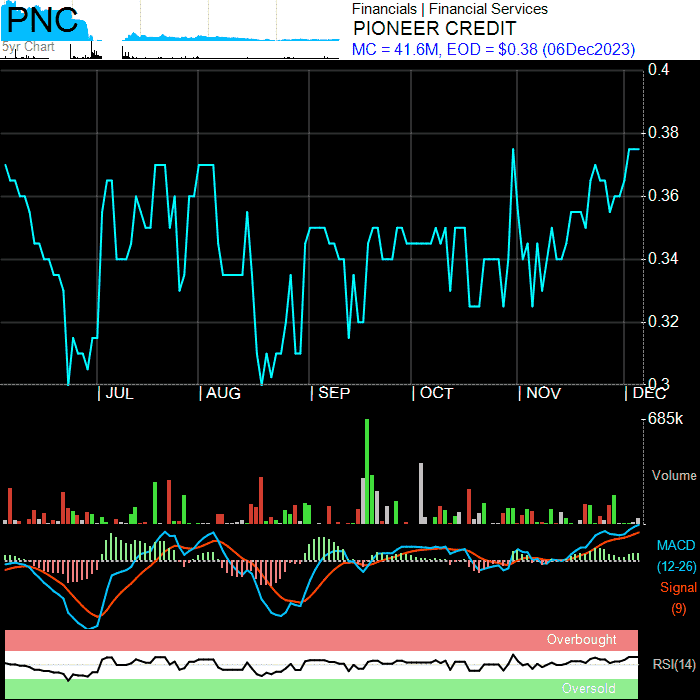 PNC
5yr Chart
Financials | Financial Services
PIONEER CREDIT
MC = 41.6M, EOD = $0.38 (06Dec2023)
0.4
0.38
0.36
0.34
0.32
0.3
| JUL | AUG | SEP | OCT | NOV | DEC
685k
Volume
MACD
(12-26)
Signal
(9)
Overbought
RSI(14)
Oversold